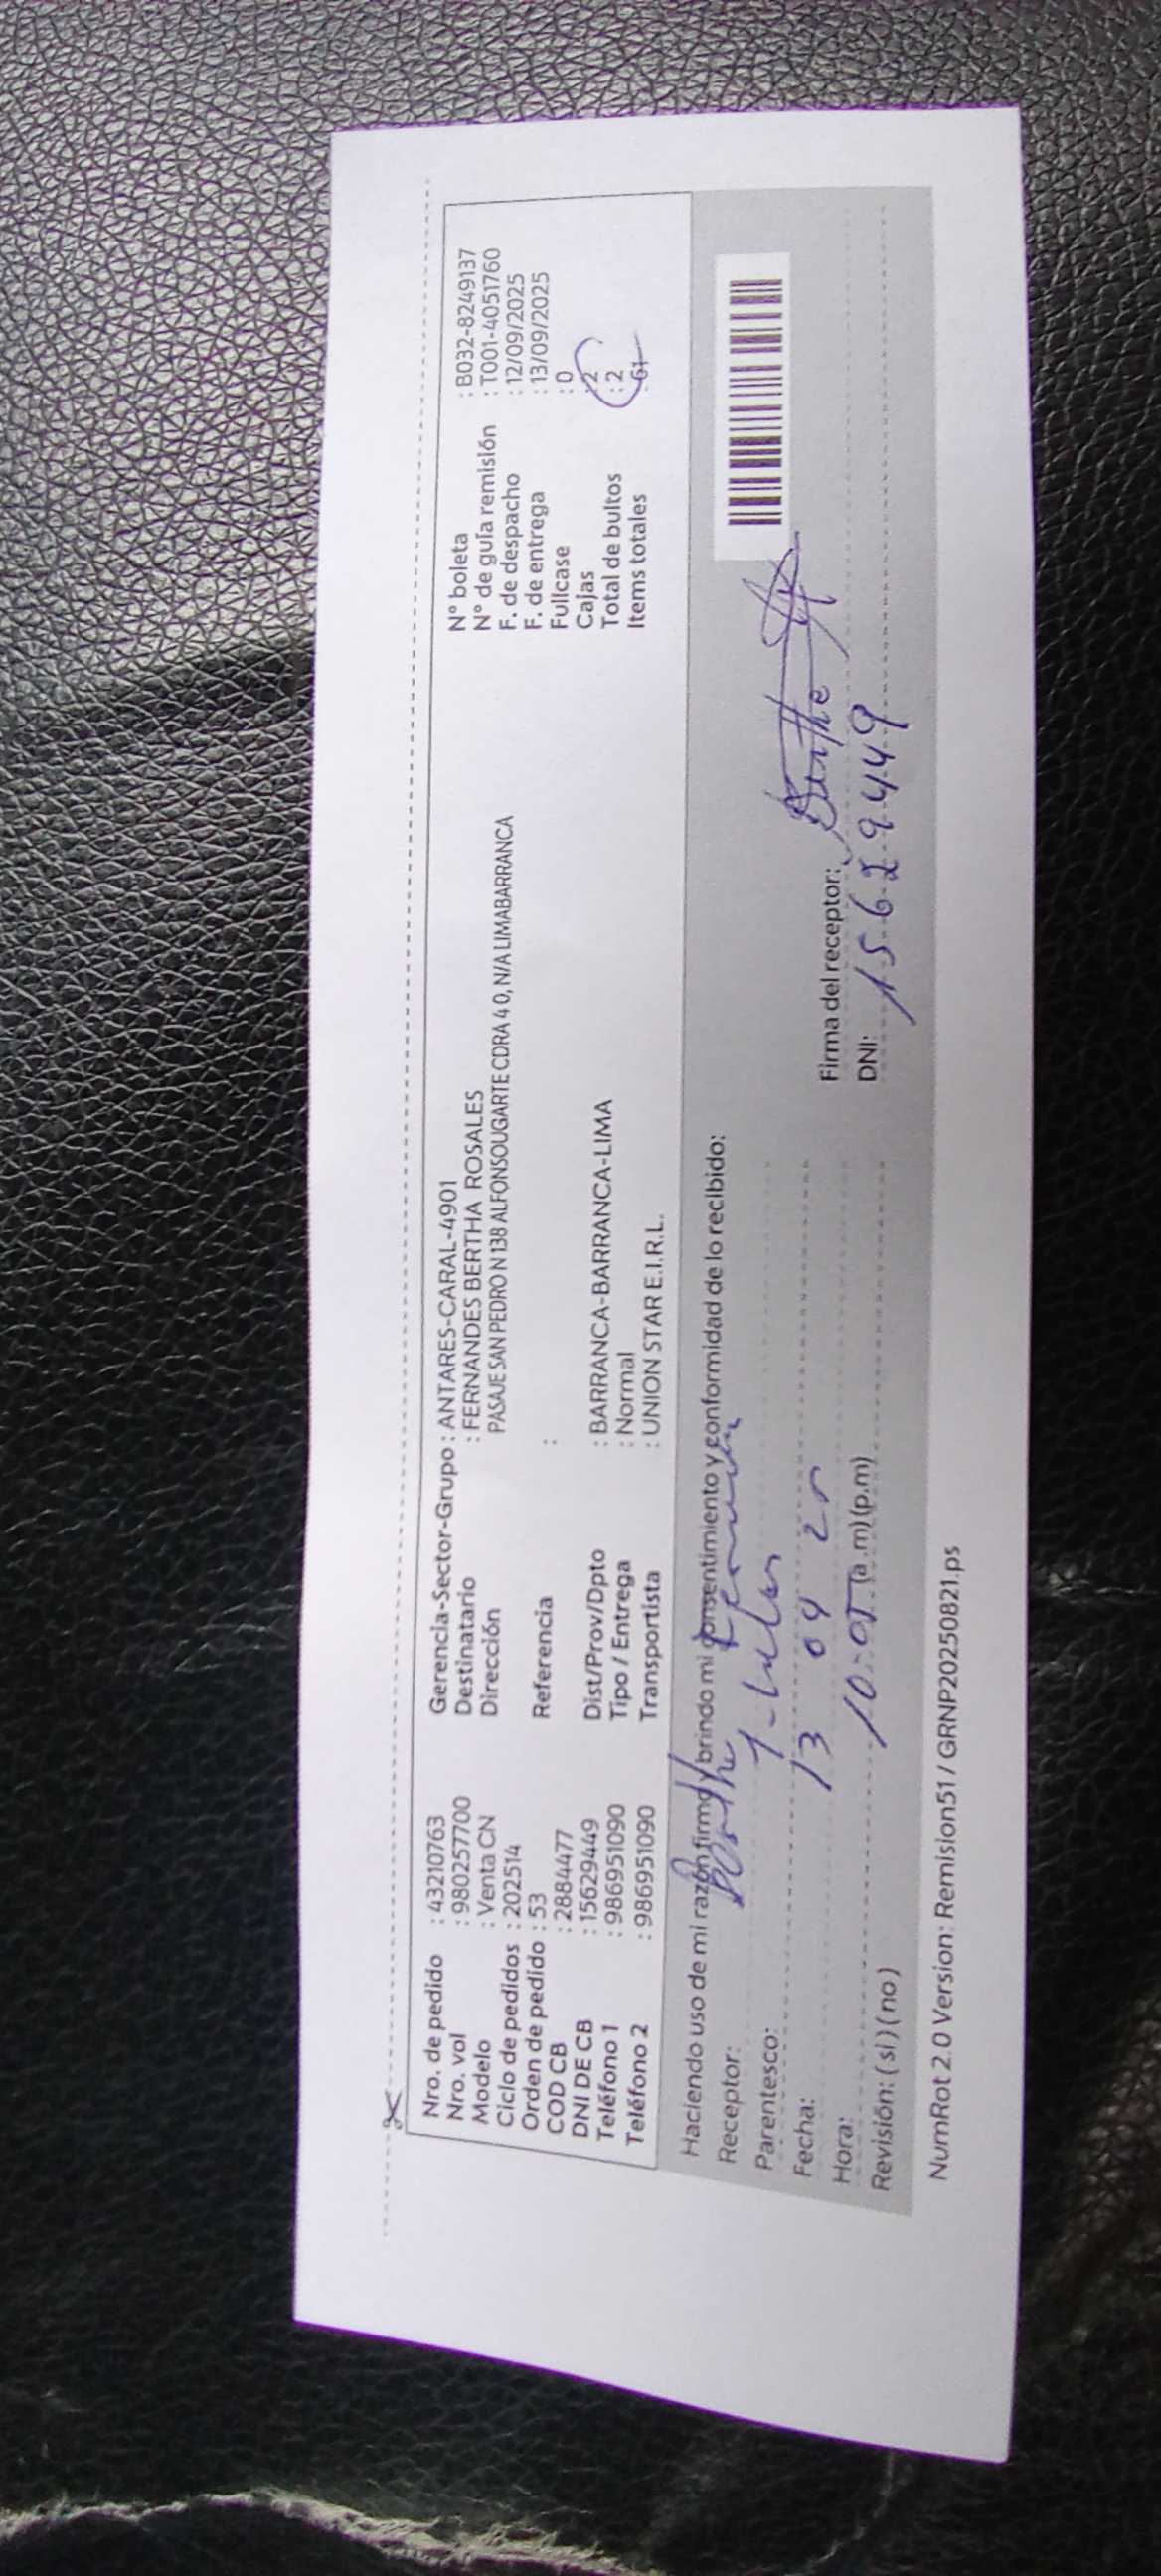 Nro. de pedido : 43210763
Nro. vol : 980257700
Modelo : Venta CN
Ciclo de pedidos : 202514
Orden de pedido : 53
COD CB : 2884477
DNI DE CB : 15629449
Teléfono 1 : 986951090
Teléfono 2 : 986951090
Gerencia-Sector-Grupo : ANTARES-CARAL-4901
Destinatario : FERNANDES BERTHA ROSALES
Dirección PASAJE SAN PEDRO N 138 ALFONSOUGARTE CDRA 4 0, N/A LIMABARRANCA
Referencia :
Dist/Prov/Dpto : BARRANCA-BARRANCA-LIMA
Tipo / Entrega : Normal
Transportista : UNION STAR E.I.R.L.
N° boleta : B032-8249137
N° de guía remisión : T001-4051760
F. de despacho : 12/09/2025
F. de entrega : 13/09/2025
Fullcase : 0
Cajas : 2
Total de bultos : 2
Items totales : 61
Haciendo uso de mi razón firmo y brindo mi consentimiento y conformidad de lo recibido:
Receptor:
Parentesco:
Fecha: 13 09 25
Hora: 10:05 (a.m) (p.m)
Revisión: ( si ) ( no )
Firma del receptor: Berthe
DNI: 15629449
NumRot 2.0 Version: Remision51 / GRNP20250821.ps